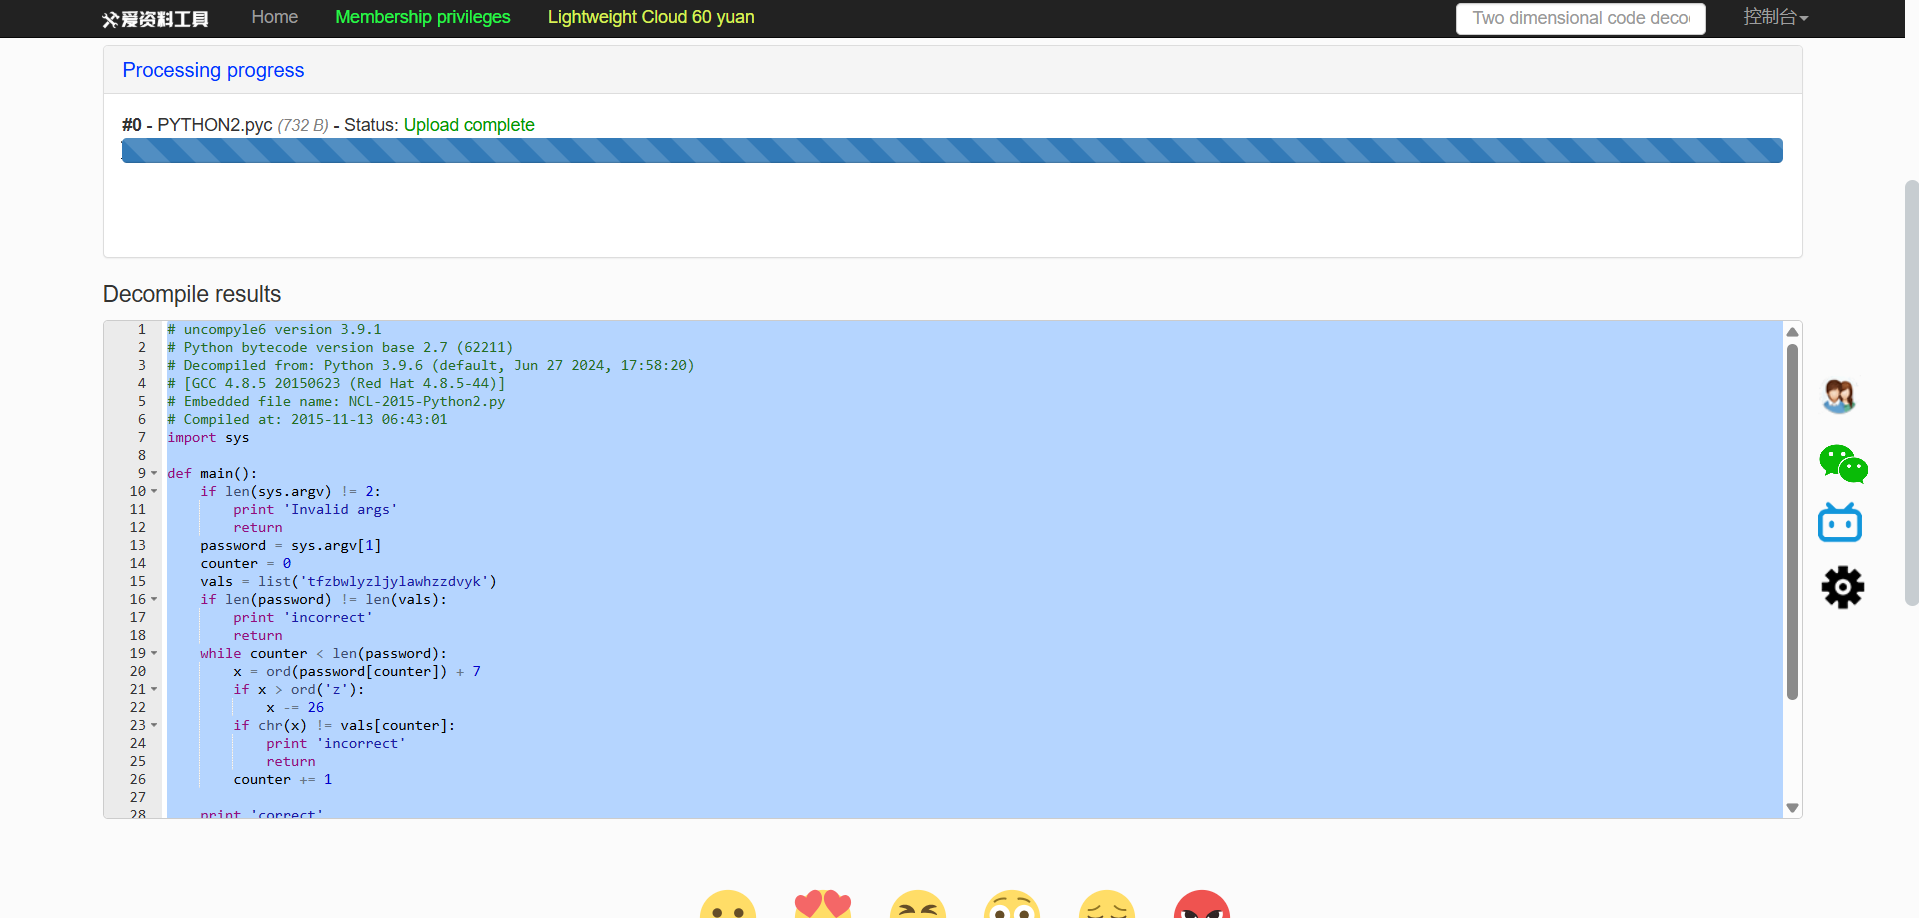 爱资料工具 Home Membership privileges Lightweight Cloud 60 yuan Two dimensional code deco 控制台
Processing progress
#0 - PYTHON2.pyc (732 B) - Status: Upload complete
Decompile results
1 # uncompyle6 version 3.9.1
2 # Python bytecode version base 2.7 (62211)
3 # Decompiled from: Python 3.9.6 (default, Jun 27 2024, 17:58:20)
4 # [GCC 4.8.5 20150623 (Red Hat 4.8.5-44)]
5 # Embedded file name: NCL-2015-Python2.py
6 # Compiled at: 2015-11-13 06:43:01
7 import sys
8
9 def main():
10 if len(sys.argv) != 2:
11 print 'Invalid args'
12 return
13 password = sys.argv[1]
14 counter = 0
15 vals = list('tfzbwlyzljylawhzzdvyk')
16 if len(password) != len(vals):
17 print 'incorrect'
18 return
19 while counter < len(password):
20 x = ord(password[counter]) + 7
21 if x > ord('z'):
22 x -= 26
23 if chr(x) != vals[counter]:
24 print 'incorrect'
25 return
26 counter += 1
27
28 print 'correct'